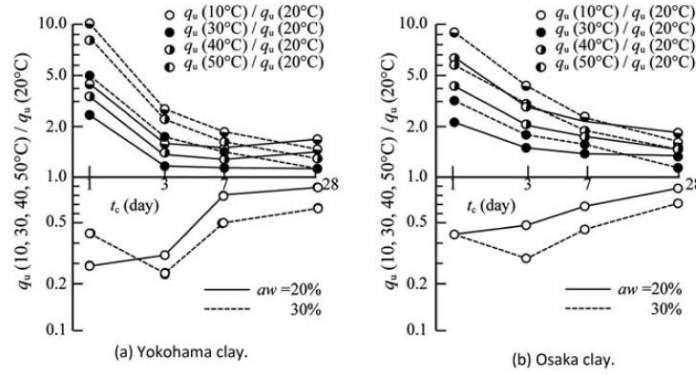 q_u (10°C) / q_u (20°C)
q_u (30°C) / q_u (20°C)
q_u (40°C) / q_u (20°C)
q_u (50°C) / q_u (20°C)
q_u (10, 30, 40, 50°C) / q_u (20°C)
10.0
5.0
2.0
1.0
0.5
0.2
0.1
1
3
7
28
t_c (day)
aw =20%
30%
(a) Yokohama clay.
q_u (10°C) / q_u (20°C)
q_u (30°C) / q_u (20°C)
q_u (40°C) / q_u (20°C)
q_u (50°C) / q_u (20°C)
q_u (10, 30, 40, 50°C) / q_u (20°C)
10.0
5.0
2.0
1.0
0.5
0.2
0.1
1
3
7
28
t_c (day)
aw =20%
30%
(b) Osaka clay.